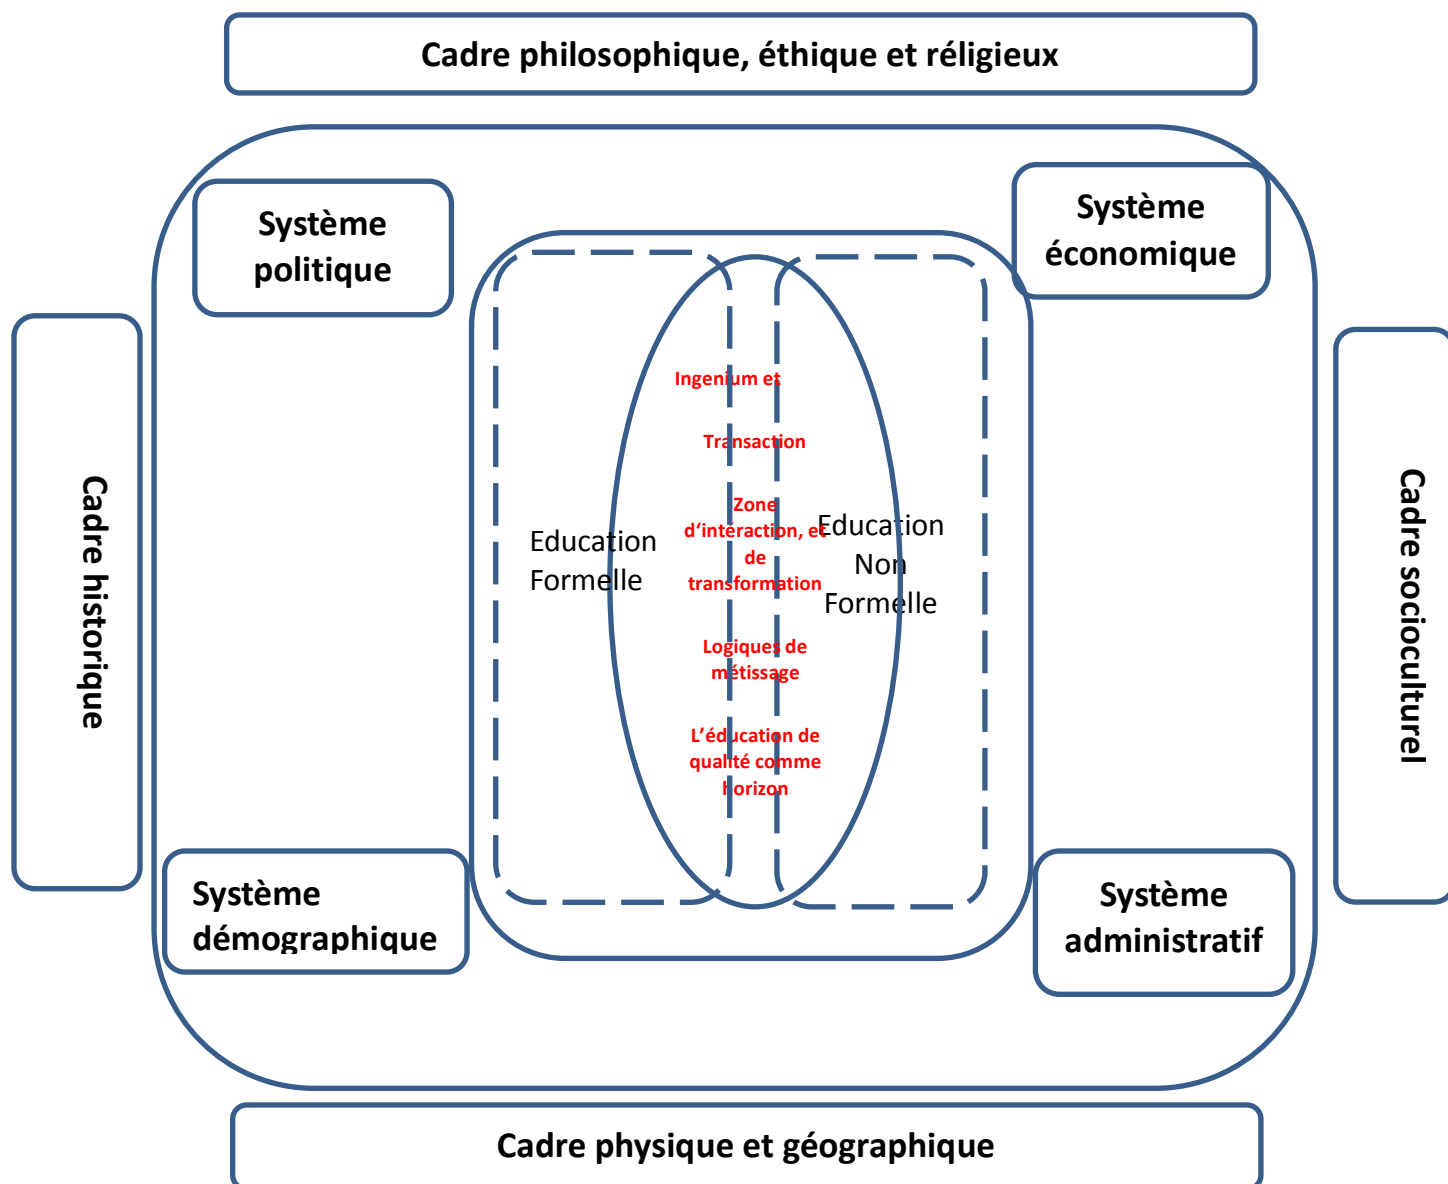 Cadre philosophique, éthique et réligieux
Système
politique
Système
économique
Cadre historique
Ingenium et
Transaction
Zone
d‘intéraction, et
de
transformation
Logiques de
métissage
L’éducation de
qualité comme
horizon
Education
Formelle
Education
Non
Formelle
Cadre socioculturel
Système
démographique
Système
administratif
Cadre physique et géographique